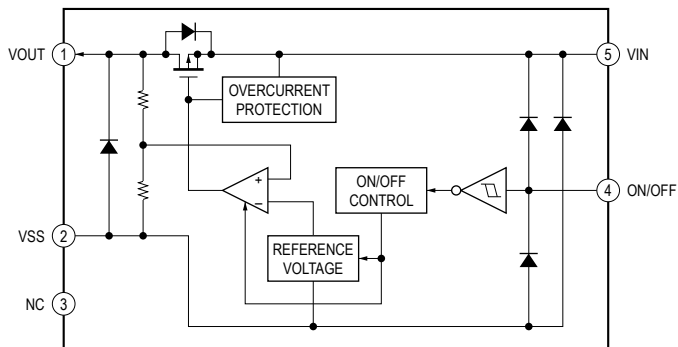 VOUT 1
5 VIN
OVERCURRENT
PROTECTION
+
−
ON/OFF
CONTROL
4 ON/OFF
VSS 2
REFERENCE
VOLTAGE
NC 3